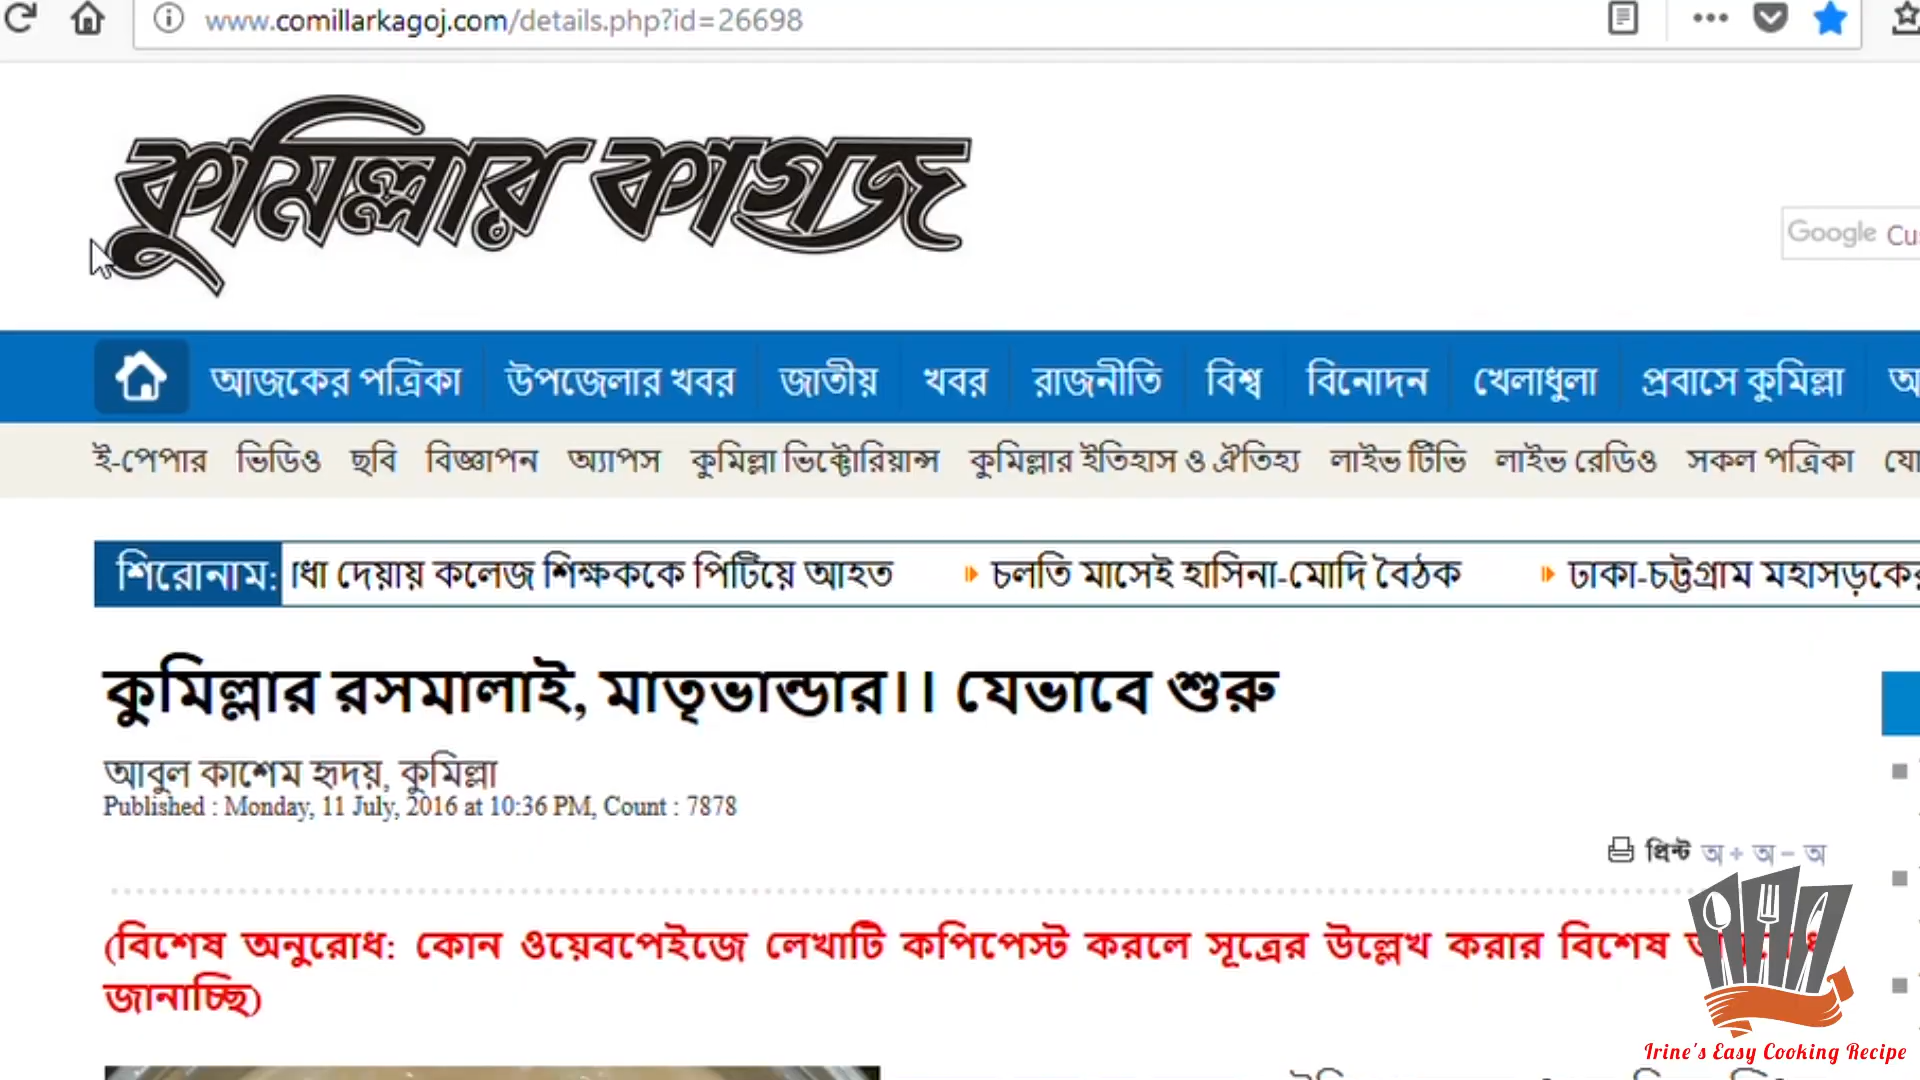 www.comillarkagoj.com/details.php?id=26698
কুমিল্লার কাগজ
Google
আজকের পত্রিকা উপজেলার খবর জাতীয় খবর রাজনীতি বিশ্ব বিনোদন খেলাধুলা প্রবাসে কুমিল্লা
ই-পেপার ভিডিও ছবি বিজ্ঞাপন অ্যাপস কুমিল্লা ভিক্টোরিয়ান্স কুমিল্লার ইতিহাস ও ঐতিহ্য লাইভ টিভি লাইভ রেডিও সকল পত্রিকা
শিরোনাম: দেয়ায় কলেজ শিক্ষককে পিটিয়ে আহত চলতি মাসেই হাসিনা-মোদি বৈঠক ঢাকা-চট্টগ্রাম মহাসড়কের
কুমিল্লার রসমালাই, মাতৃভান্ডার।। যেভাবে শুরু
আবুল কাশেম হৃদয়, কুমিল্লা
Published : Monday, 11 July, 2016 at 10:36 PM, Count : 7878
প্রিন্ট অ+ অ- অ
(বিশেষ অনুরোধ: কোন ওয়েবপেইজে লেখাটি কপিপেস্ট করলে সূত্রের উল্লেখ করার বিশেষ
জানাচ্ছি)
Irine's Easy Cooking Recipe